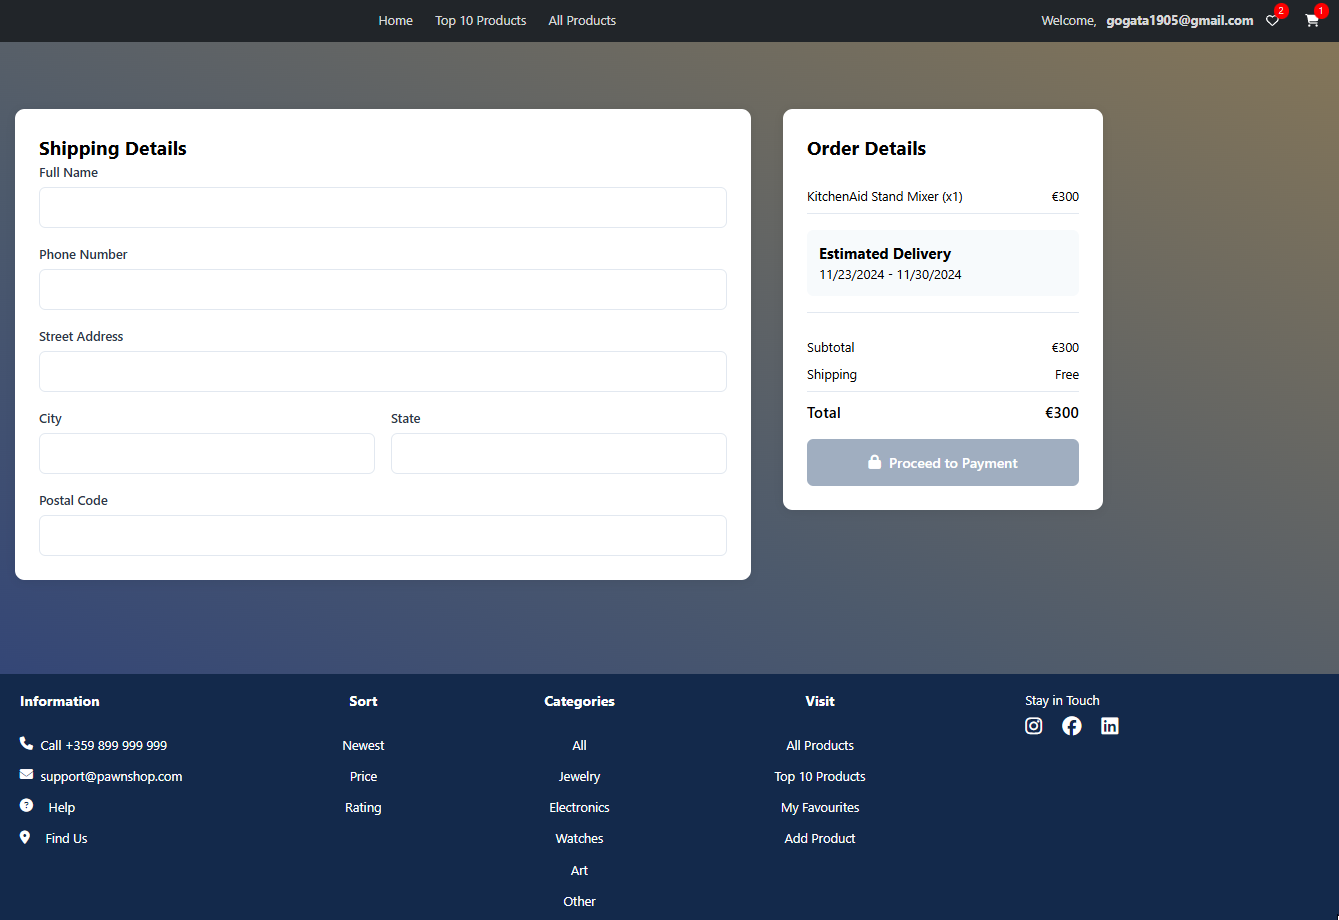 Home Top 10 Products All Products Welcome, gogata1905@gmail.com 2 1
Shipping Details
Full Name
Phone Number
Street Address
City State
Postal Code
Order Details
KitchenAid Stand Mixer (x1) €300
Estimated Delivery
11/23/2024 - 11/30/2024
Subtotal €300
Shipping Free
Total €300
Proceed to Payment
Information
Call +359 899 999 999
support@pawnshop.com
Help
Find Us
Sort
Newest
Price
Rating
Categories
All
Jewelry
Electronics
Watches
Art
Other
Visit
All Products
Top 10 Products
My Favourites
Add Product
Stay in Touch